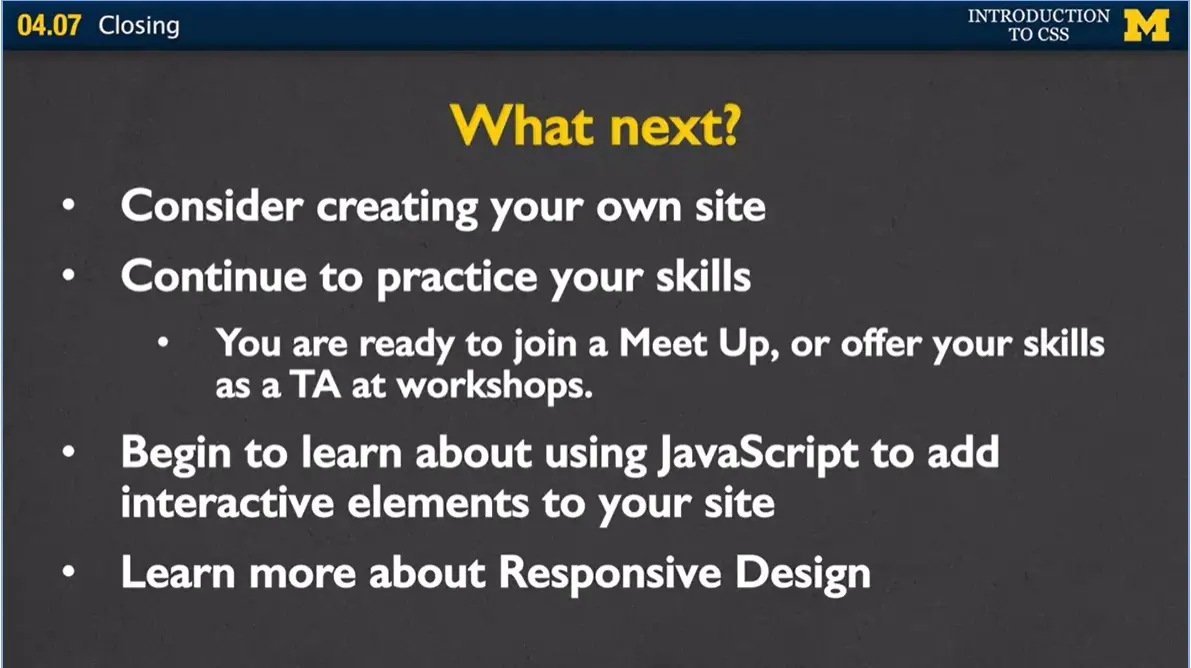 04.07 Closing
INTRODUCTION
TO CSS
M
What next?
• Consider creating your own site
• Continue to practice your skills
• You are ready to join a Meet Up, or offer your skills
as a TA at workshops.
• Begin to learn about using JavaScript to add
interactive elements to your site
• Learn more about Responsive Design